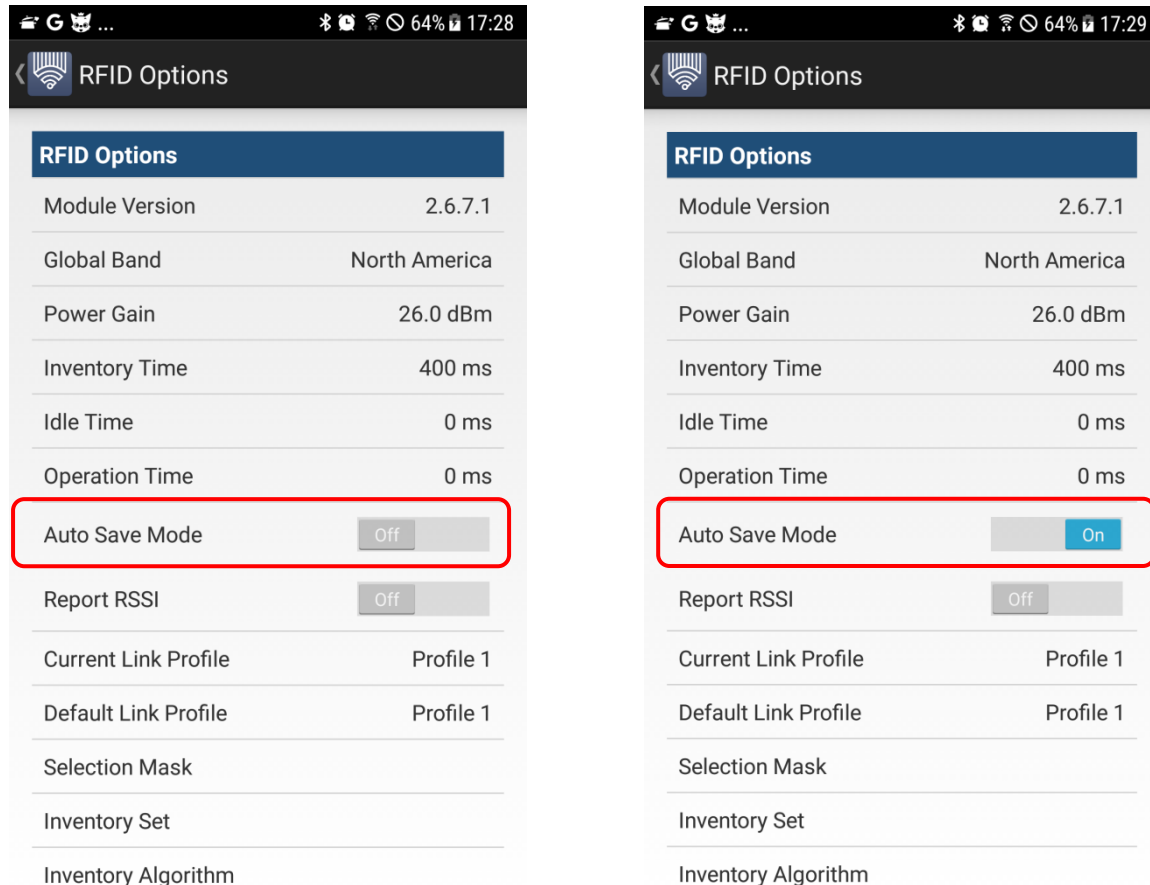 G ... 64% 17:28
RFID Options
RFID Options
Module Version 2.6.7.1
Global Band North America
Power Gain 26.0 dBm
Inventory Time 400 ms
Idle Time 0 ms
Operation Time 0 ms
Auto Save Mode Off
Report RSSI Off
Current Link Profile Profile 1
Default Link Profile Profile 1
Selection Mask
Inventory Set
Inventory Algorithm
G ... 64% 17:29
RFID Options
RFID Options
Module Version 2.6.7.1
Global Band North America
Power Gain 26.0 dBm
Inventory Time 400 ms
Idle Time 0 ms
Operation Time 0 ms
Auto Save Mode On
Report RSSI Off
Current Link Profile Profile 1
Default Link Profile Profile 1
Selection Mask
Inventory Set
Inventory Algorithm